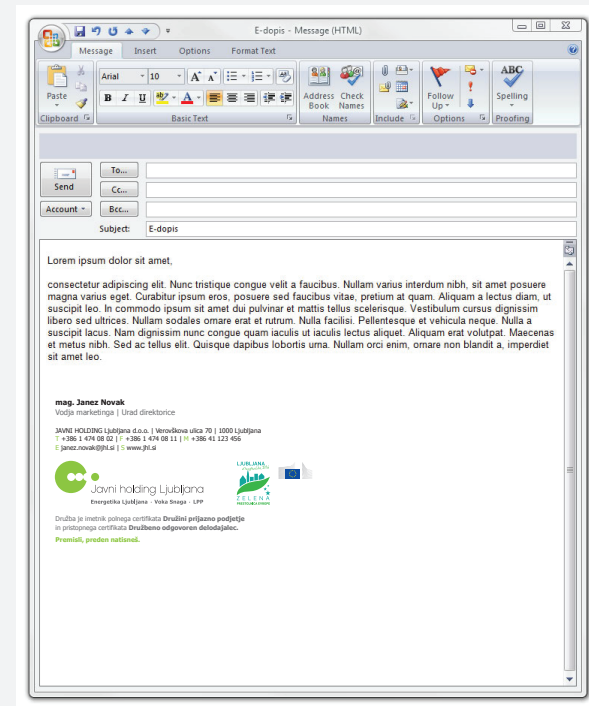 E-dopis - Message (HTML)
Message Insert Options Format Text
Paste
Clipboard
Arial 10
B I U
Basic Text
Address Book
Check Names
Names
Include
Follow Up
Options
ABC
Spelling
Proofing
Send
Account
To...
Cc...
Bcc...
Subject: E-dopis
Lorem ipsum dolor sit amet,
consectetur adipiscing elit. Nunc tristique congue velit a faucibus. Nullam varius interdum nibh, sit amet posuere
magna varius eget. Curabitur ipsum eros, posuere sed faucibus vitae, pretium at quam. Aliquam a lectus diam, ut
suscipit leo. In commodo ipsum sit amet dui pulvinar et mattis tellus scelerisque. Vestibulum cursus dignissim
libero sed ultrices. Nullam sodales ornare erat et rutrum. Nulla facilisi. Pellentesque et vehicula neque. Nulla a
suscipit lacus. Nam dignissim nunc congue quam iaculis ut iaculis lectus aliquet. Aliquam erat volutpat. Maecenas
et metus nibh. Sed ac tellus elit. Quisque dapibus lobortis urna. Nullam orci enim, ornare non blandit a, imperdiet
sit amet leo.
mag. Janez Novak
Vodja marketinga | Urad direktorice
JAVNI HOLDING Ljubljana d.o.o. | Verovškova ulica 70 | 1000 Ljubljana
T +386 1 474 08 02 | F +386 1 474 08 11 | M +386 41 123 456
E janez.novak@jhl.si | S www.jhl.si
Javni holding Ljubljana
Energetika Ljubljana · Voka Snaga · LPP
LJUBLJANA
ZELENA
PRESTOLNICA EVROPE
Družba je imetnik polnega certifikata Družini prijazno podjetje
in pristopnega certifikata Družbeno odgovoren delodajalec.
Premisli, preden natisneš.